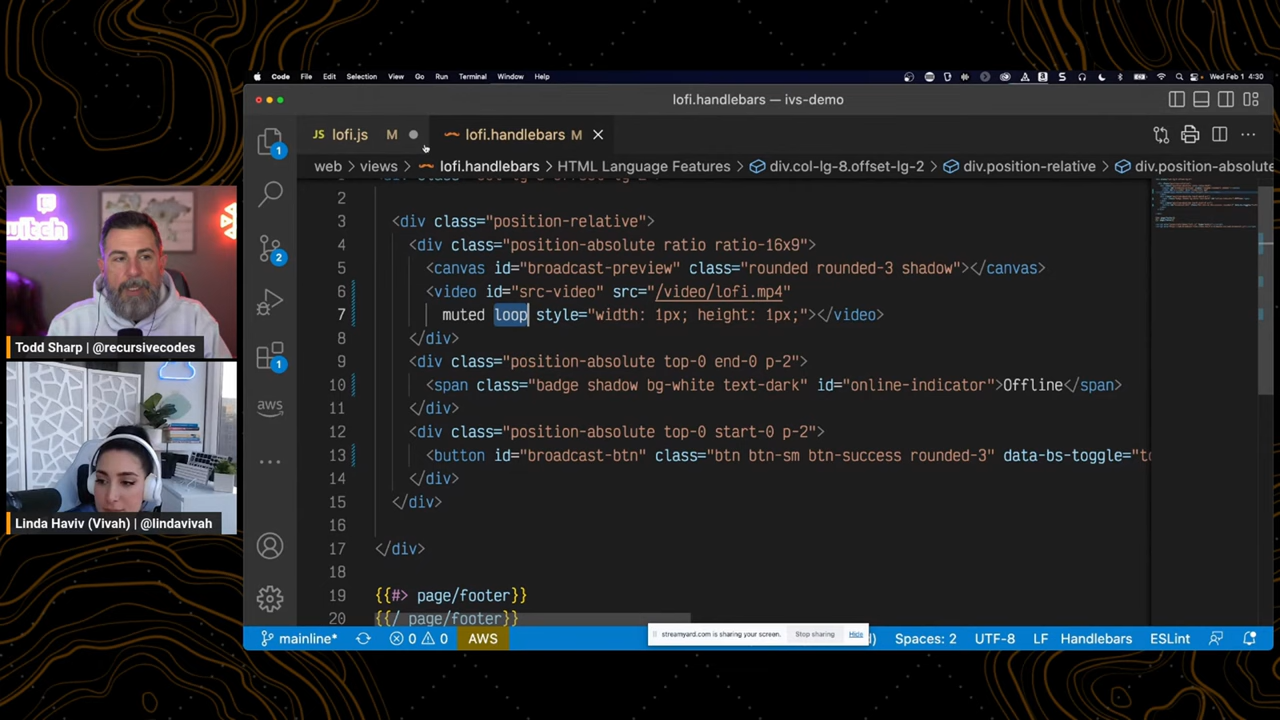 Code File Edit Selection View Go Run Terminal Window Help
Wed Feb 1 4:30
lofi.handlebars — ivs-demo
JS lofi.js M
lofi.handlebars M
web > views > lofi.handlebars > HTML Language Features > div.col-lg-8.offset-lg-2 > div.position-relative > div.position-absolute
2
3 <div class="position-relative">
4 <div class="position-absolute ratio ratio-16x9">
5 <canvas id="broadcast-preview" class="rounded rounded-3 shadow"></canvas>
6 <video id="src-video" src="/video/lofi.mp4"
7 muted loop style="width: 1px; height: 1px;"></video>
8 </div>
9 <div class="position-absolute top-0 end-0 p-2">
10 <span class="badge shadow bg-white text-dark" id="online-indicator">Offline</span>
11 </div>
12 <div class="position-absolute top-0 start-0 p-2">
13 <button id="broadcast-btn" class="btn btn-sm btn-success rounded-3" data-bs-toggle="to
14 </div>
15 </div>
16
17 </div>
18
19 {{#> page/footer}}
20 {{/ page/footer}}
1
2
1
aws
twitch
Todd Sharp | @recursivecodes
Linda Haviv (Vivah) | @lindavivah
streamyard.com is sharing your screen. Stop sharing Hide
mainline* 0 0 AWS
Spaces: 2 UTF-8 LF Handlebars ESLint